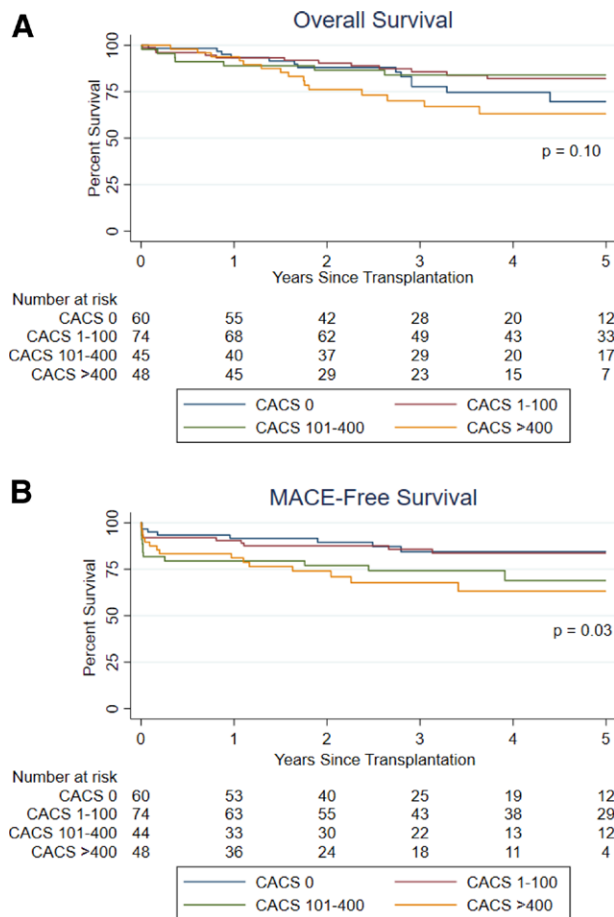 A
Overall Survival
100
75
50
25
0
Percent Survival
p = 0.10
0 1 2 3 4 5
Years Since Transplantation
Number at risk
CACS 0 60 55 42 28 20 12
CACS 1-100 74 68 62 49 43 33
CACS 101-400 45 40 37 29 20 17
CACS >400 48 45 29 23 15 7
CACS 0 CACS 1-100
CACS 101-400 CACS >400
B
MACE-Free Survival
100
75
50
25
0
Percent Survival
p = 0.03
0 1 2 3 4 5
Years Since Transplantation
Number at risk
CACS 0 60 53 40 25 19 12
CACS 1-100 74 63 55 43 38 29
CACS 101-400 44 33 30 22 13 12
CACS >400 48 36 24 18 11 4
CACS 0 CACS 1-100
CACS 101-400 CACS >400